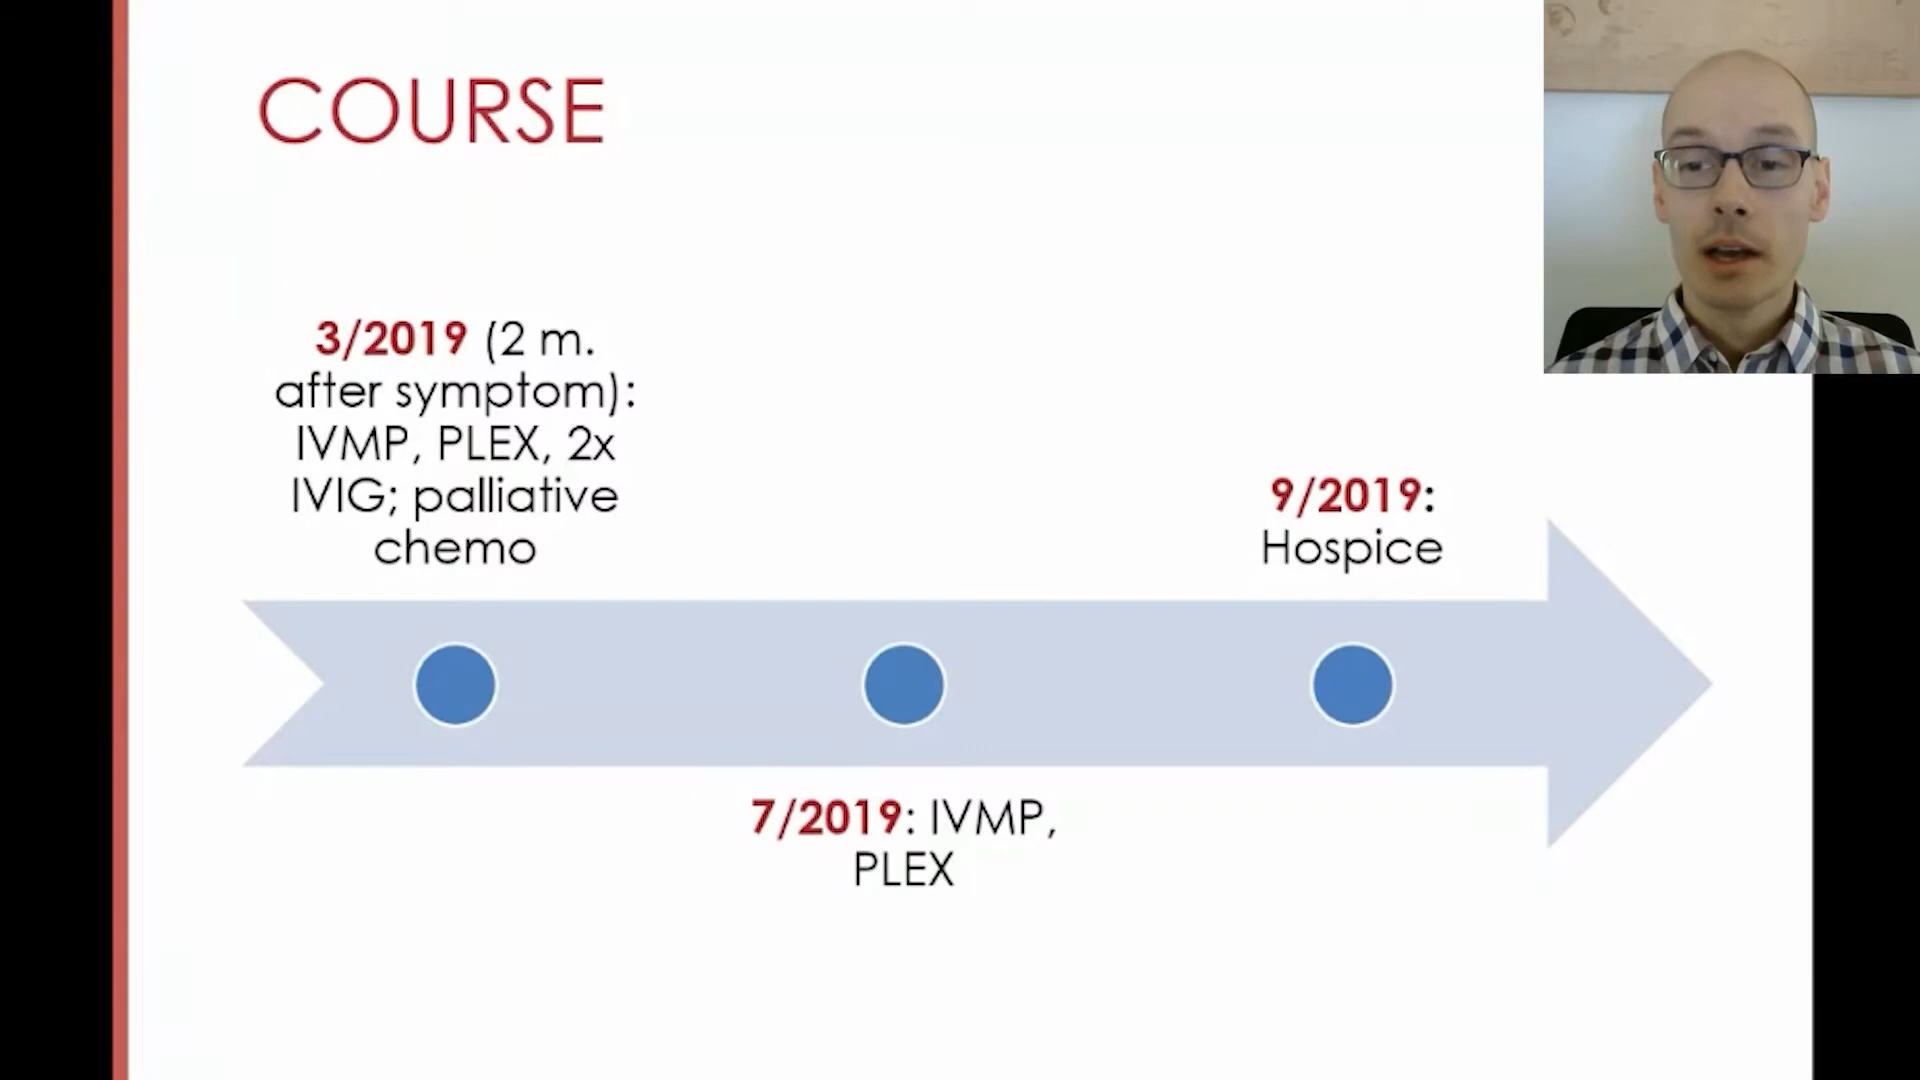 COURSE
3/2019 (2 m.
after symptom):
IVMP, PLEX, 2x
IVIG; palliative
chemo
9/2019:
Hospice
7/2019: IVMP,
PLEX